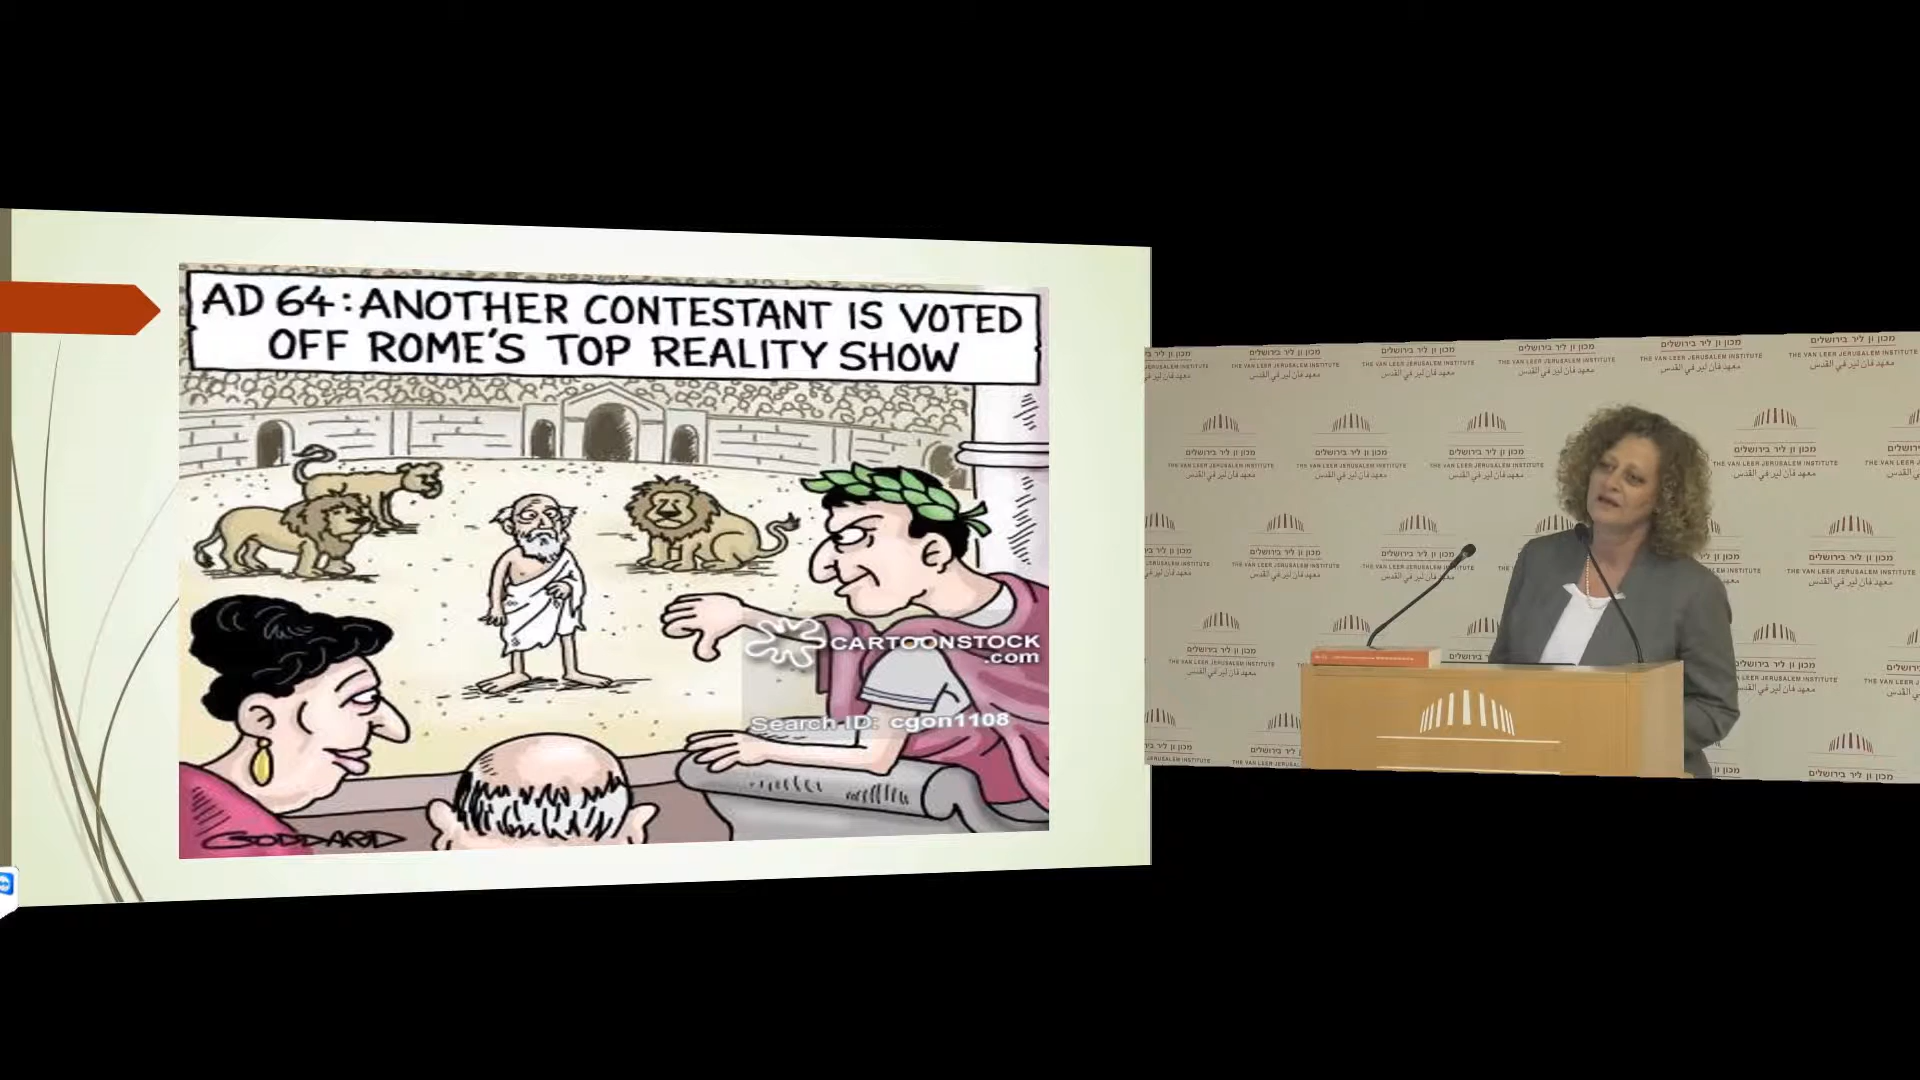 AD 64: ANOTHER CONTESTANT IS VOTED
OFF ROME'S TOP REALITY SHOW
CARTOONSTOCK
.com
Search ID: cgon1108
GODDARD
מכון ון ליר בירושלים
THE VAN LEER JERUSALEM INSTITUTE
معهد فان لير في القدس